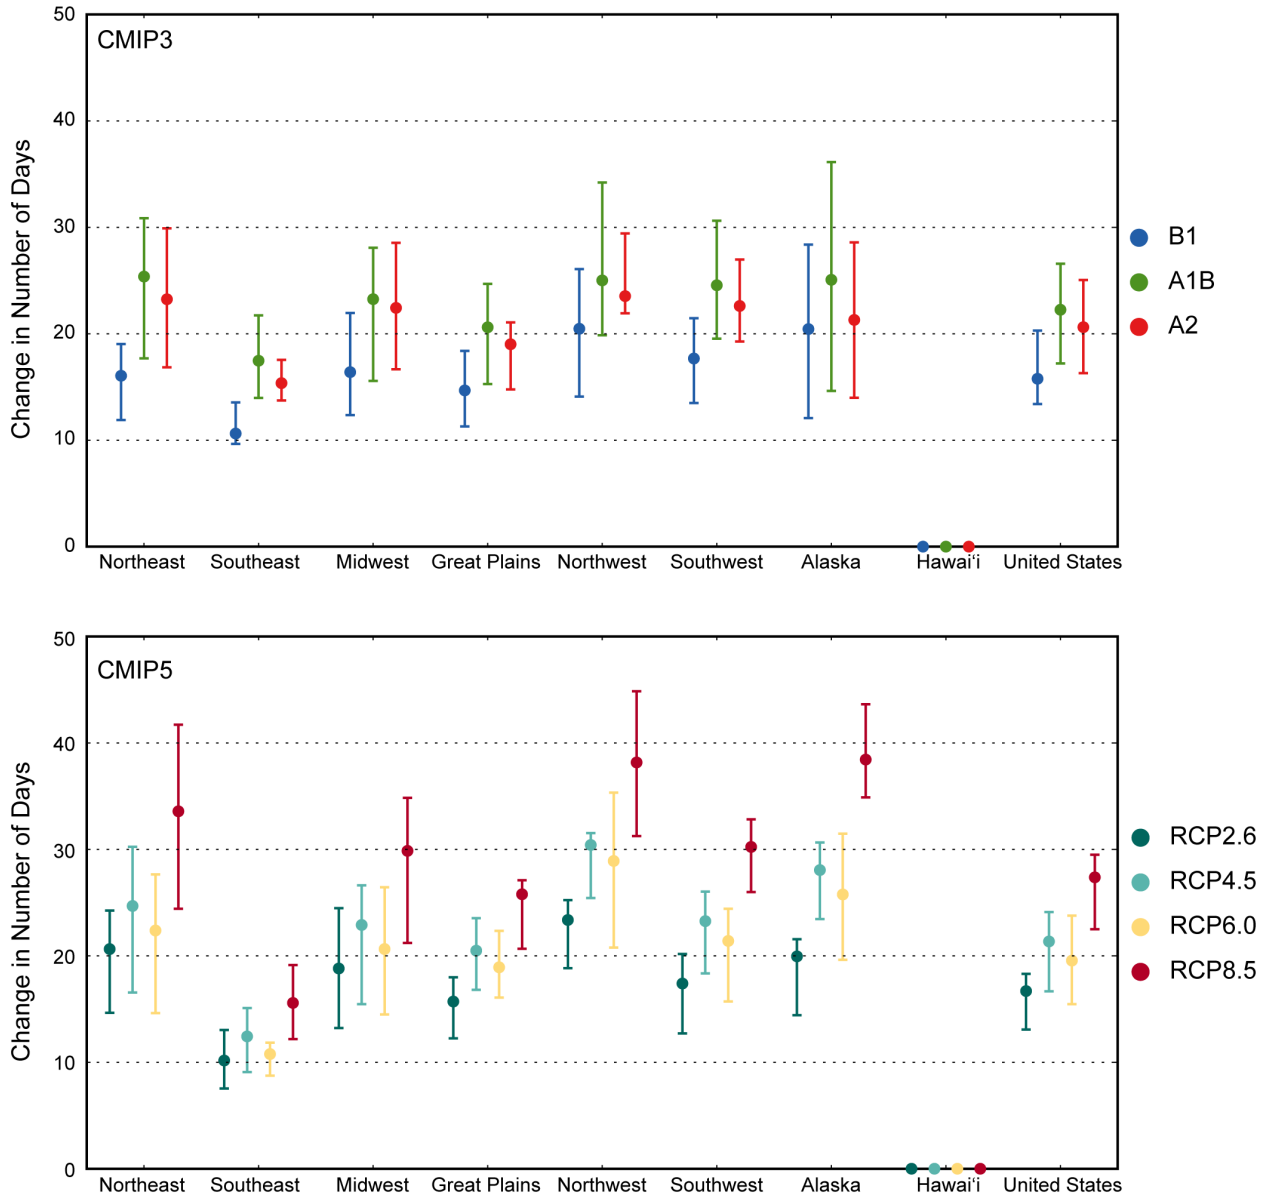 50
CMIP3
40
30
20
10
0
Change in Number of Days
Northeast Southeast Midwest Great Plains Northwest Southwest Alaska Hawaiʻi United States
B1
A1B
A2
50
CMIP5
40
30
20
10
0
Change in Number of Days
Northeast Southeast Midwest Great Plains Northwest Southwest Alaska Hawaiʻi United States
RCP2.6
RCP4.5
RCP6.0
RCP8.5